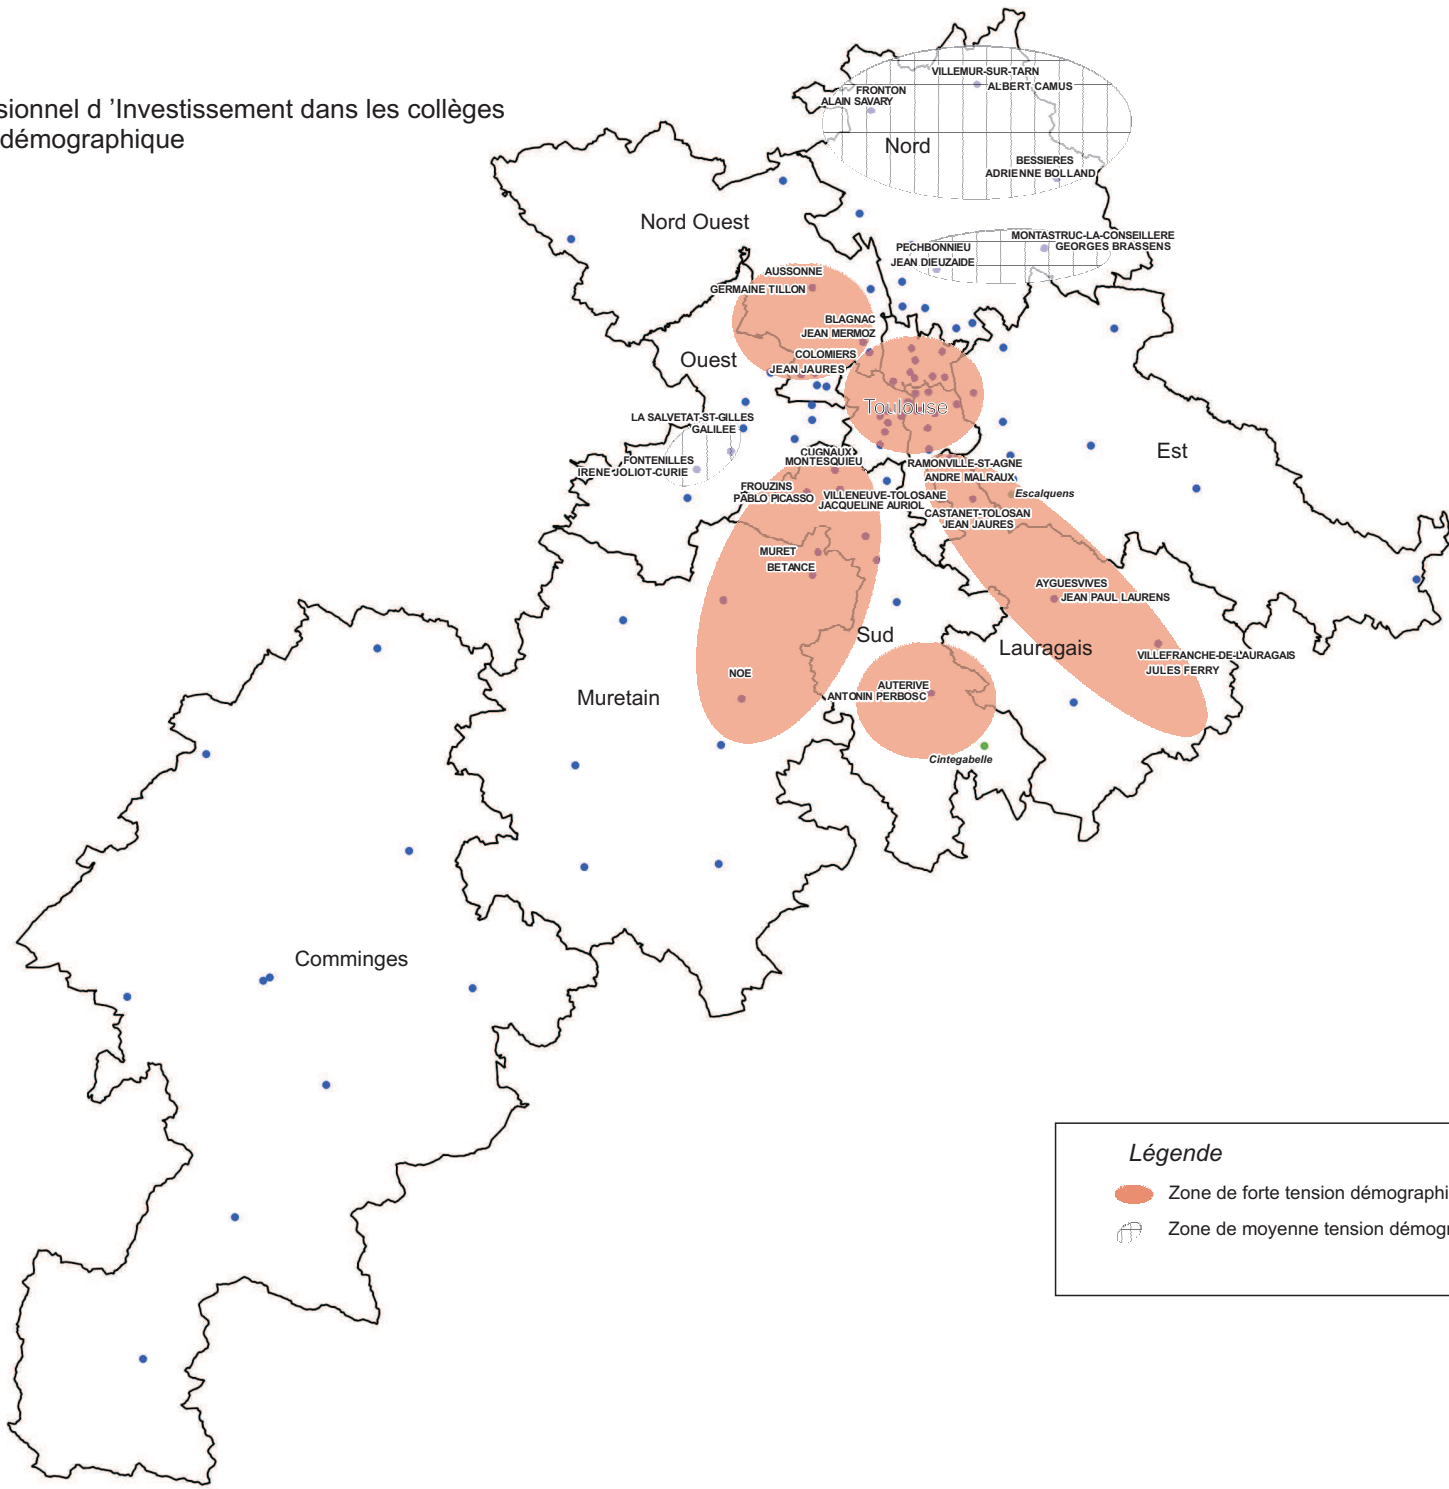 sionnel d 'Investissement dans les collèges
démographique
VILLEMUR-SUR-TARN
ALBERT CAMUS
FRONTON
ALAIN SAVARY
Nord
BESSIERES
ADRIENNE BOLLAND
Nord Ouest
MONTASTRUC-LA-CONSEILLERE
GEORGES BRASSENS
PECHBONNIEU
JEAN DIEUZAIDE
AUSSONNE
GERMAINE TILLON
BLAGNAC
JEAN MERMOZ
Ouest
COLOMIERS
JEAN JAURES
Toulouse
LA SALVETAT-ST-GILLES
GALILEE
Est
FONTENILLES
IRENE JOLIOT-CURIE
CUGNAUX
MONTESQUIEU
RAMONVILLE-ST-AGNE
ANDRE MALRAUX
FROUZINS
PABLO PICASSO
VILLENEUVE-TOLOSANE
JACQUELINE AURIOL
Escalquens
CASTANET-TOLOSAN
JEAN JAURES
MURET
BETANCE
AYGUESVIVES
JEAN PAUL LAURENS
Sud
Lauragais
VILLEFRANCHE-DE-LAURAGAIS
JULES FERRY
NOE
Muretain
AUTERIVE
ANTONIN PERBOSC
Cintegabelle
Comminges
Légende
Zone de forte tension démographi
Zone de moyenne tension démogr